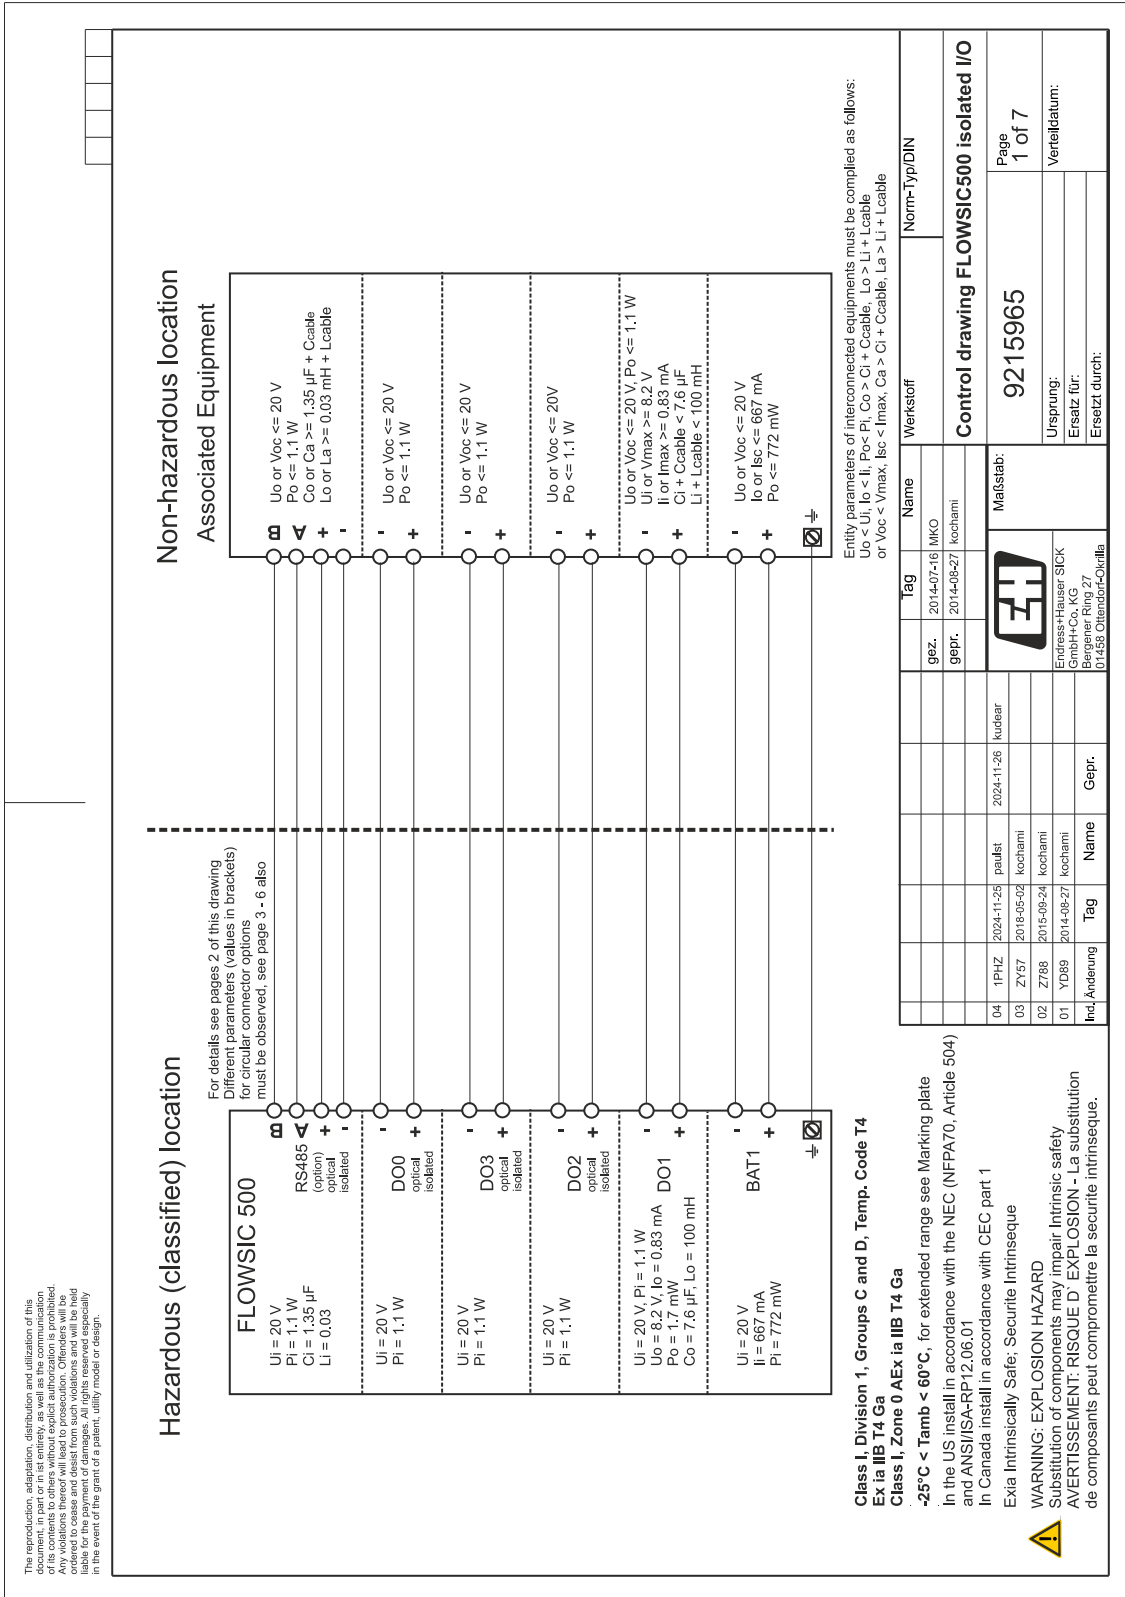 The reproduction, adaptation, distribution and utilization of this
document, in part or in ist entirety, as well as the communication
of its contents to others without explicit authorization is prohibited.
Any violations thereof will lead to prosecution. Offenders will be
ordered to cease and desist from such violations and will be held
liable for the payment of damages. All rights reserved especially
in the event of the grant of a patent, utility model or design.
Hazardous (classified) location
Non-hazardous location
For details see pages 2 of this drawing
Different parameters (values in brackets)
for circular connector options
must be observed, see page 3 - 6 also
FLOWSIC 500
Ui = 20 V
Pi = 1.1 W
Ci = 1.35 µF
Li = 0.03
RS485
(option)
optical
isolated
B
A
+
-
Ui = 20 V
Pi = 1.1 W
DO0
optical
isolated
-
+
Ui = 20 V
Pi = 1.1 W
DO3
optical
isolated
-
+
Ui = 20 V
Pi = 1.1 W
DO2
optical
isolated
-
+
Ui = 20 V, Pi = 1.1 W
Uo = 8.2 V, Io = 0.83 mA
Po = 1.7 mW
Co = 7.6 µF, Lo = 100 mH
DO1
-
+
Ui = 20 V
Ii = 667 mA
Pi = 772 mW
BAT1
-
+
Associated Equipment
B
A
+
-
Uo or Voc <= 20 V
Po <= 1.1 W
Co or Ca >= 1.35 µF + Ccable
Lo or La >= 0.03 mH + Lcable
-
+
Uo or Voc <= 20 V
Po <= 1.1 W
-
+
Uo or Voc <= 20 V
Po <= 1.1 W
-
+
Uo or Voc <= 20V
Po <= 1.1 W
-
+
Uo or Voc <= 20 V, Po <= 1.1 W
Ui or Vmax >= 8.2 V
Ii or Imax >= 0.83 mA
Ci + Ccable < 7.6 µF
Li + Lcable < 100 mH
-
+
Uo or Voc <= 20 V
Io or Isc <= 667 mA
Po <= 772 mW
Entity parameters of interconnected equipments must be complied as follows:
Uo < Ui, Io < Ii, Po< Pi, Co > Ci + Ccable, Lo > Li + Lcable
or Voc < Vmax, Isc < Imax, Ca > Ci + Ccable, La > Li + Lcable
Class I, Division 1, Groups C and D, Temp. Code T4
Ex ia IIB T4 Ga
Class I, Zone 0 AEx ia IIB T4 Ga
-25°C < Tamb < 60°C, for extended range see Marking plate
In the US install in accordance with the NEC (NFPA70, Article 504)
and ANSI/ISA-RP12.06.01
In Canada install in accordance with CEC part 1
Exia Intrinsically Safe; Securite Intrinseque
WARNING: EXPLOSION HAZARD
Substitution of components may impair Intrinsic safety
AVERTISSEMENT: RISQUE D` EXPLOSION - La substitution
de composants peut compromettre la securite intrinseque.
04 1PHZ 2024-11-25 paulst 2024-11-26 kudear
03 ZY57 2018-05-02 kochami
02 Z788 2015-09-24 kochami
01 YD89 2014-08-27 kochami
Ind. Änderung Tag Name Gepr.
Tag Name
gez. 2014-07-16 MKO
gepr. 2014-08-27 kochami
Maßstab:
EH
Endress+Hauser SICK
GmbH+Co. KG
Bergener Ring 27
01458 Ottendorf-Okrilla
Werkstoff
Norm-Typ/DIN
Control drawing FLOWSIC500 isolated I/O
9215965
Page
1 of 7
Ursprung:
Ersatz für:
Ersetzt durch:
Verteildatum: